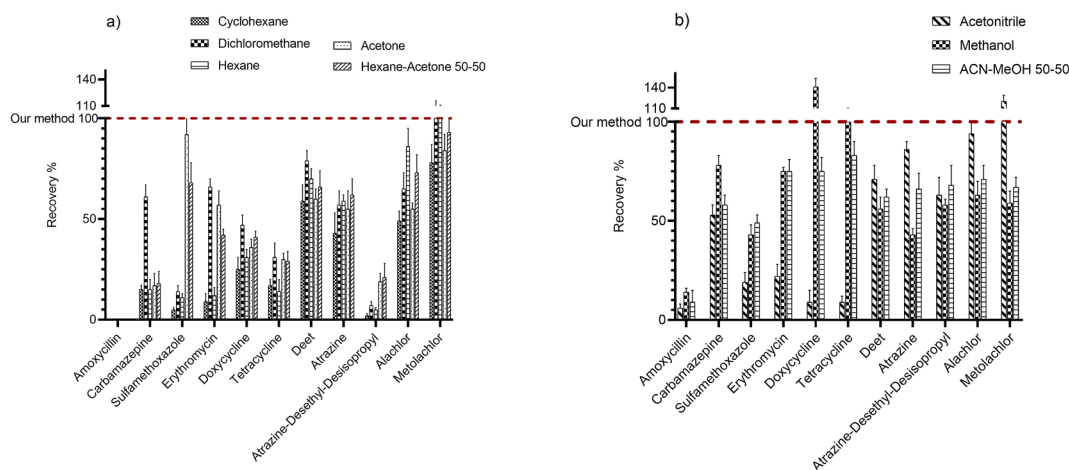 a)
Cyclohexane
Dichloromethane
Hexane
Acetone
Hexane-Acetone 50-50
140
110
Our method 100
50
0
Recovery %
Amoxycillin
Carbamazepine
Sulfamethoxazole
Erythromycin
Doxycycline
Tetracycline
Deet
Atrazine
Atrazine-Desethyl-Desisopropyl
Alachlor
Metolachlor
b)
Acetonitrile
Methanol
ACN-MeOH 50-50
140
110
Our method 100
50
0
Recovery %
Amoxycillin
Carbamazepine
Sulfamethoxazole
Erythromycin
Doxycycline
Tetracycline
Deet
Atrazine
Atrazine-Desethyl-Desisopropyl
Alachlor
Metolachlor